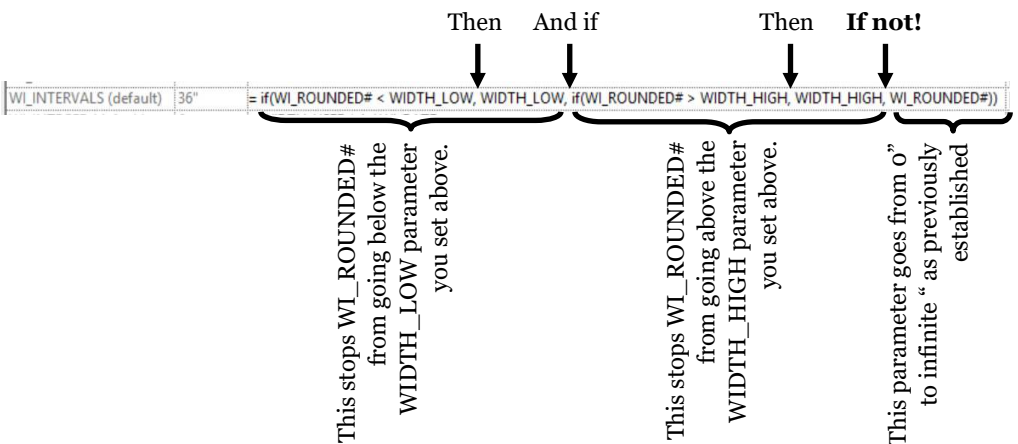 Then And if Then If not!
WI_INTERVALS (default) 36" = if(WI_ROUNDED# < WIDTH_LOW, WIDTH_LOW, if(WI_ROUNDED# > WIDTH_HIGH, WIDTH_HIGH, WI_ROUNDED#))
This stops WI_ROUNDED#
from going below the
WIDTH_LOW parameter
you set above.
This stops WI_ROUNDED#
from going above the
WIDTH_HIGH parameter
you set above.
This parameter goes from 0”
to infinite “ as previously
established